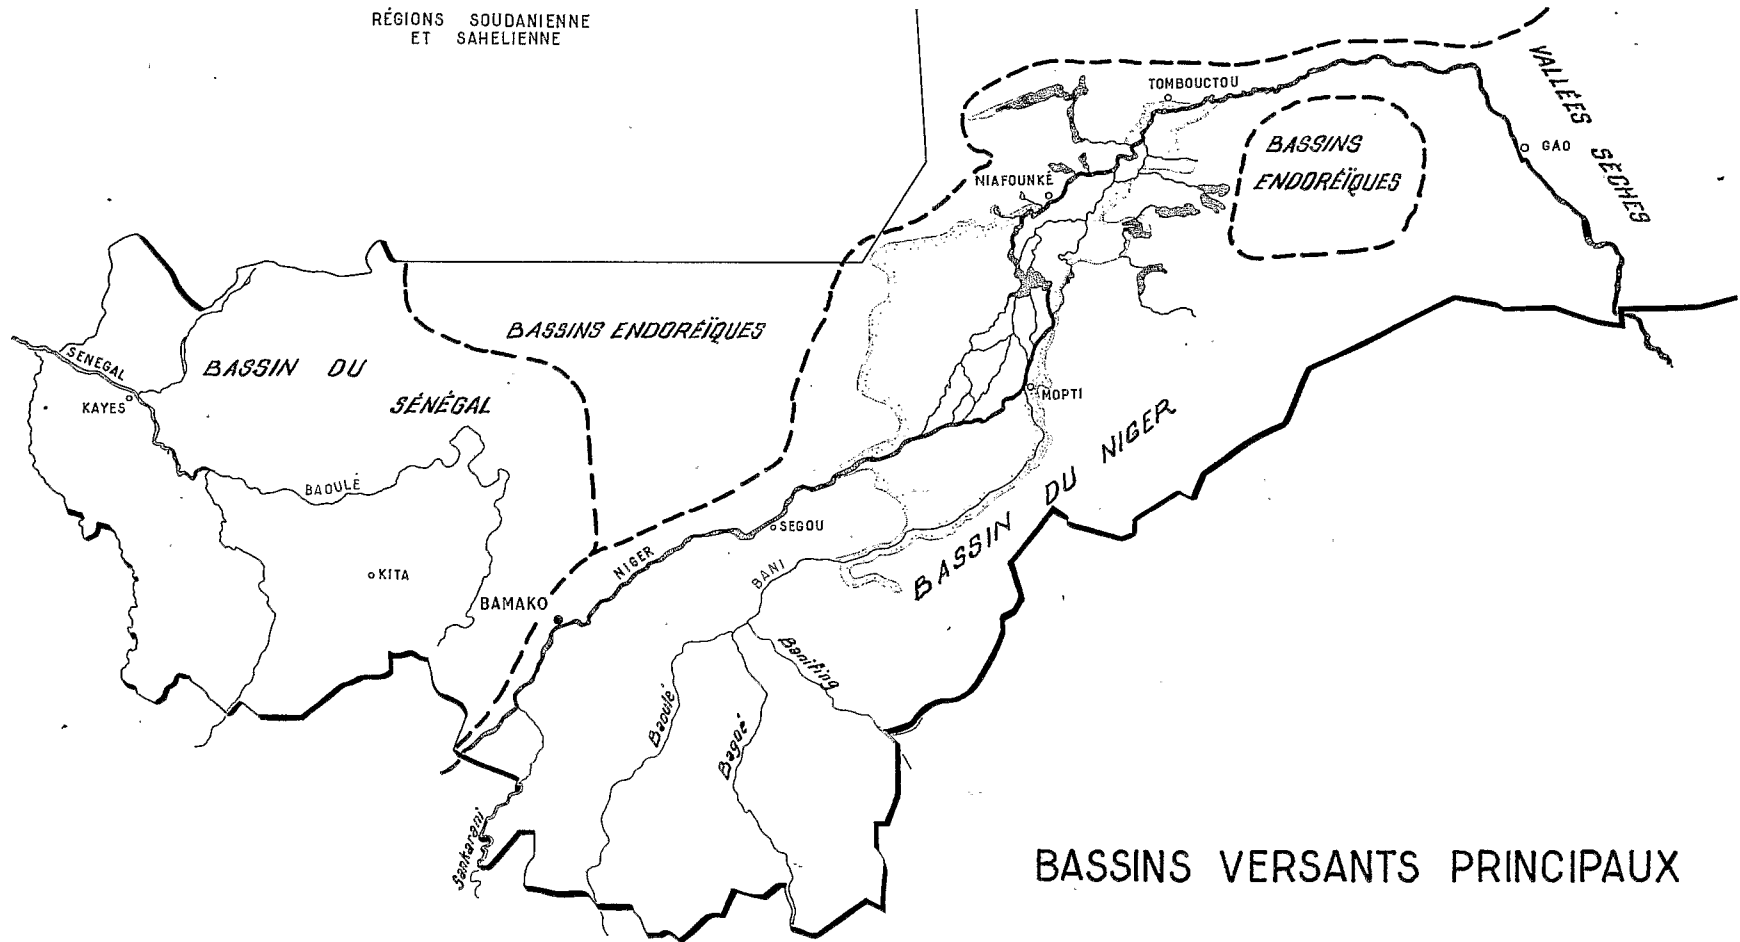 RÉGIONS SOUDANIENNE
ET SAHELIENNE
TOMBOUCTOU
VALLÉES SÈCHES
BASSINS
ENDORÉÏQUES
GAO
NIAFOUNKÉ
BASSINS ENDORÉÏQUES
SENEGAL
BASSIN DU
SÉNÉGAL
KAYES
MOPTI
BAOULÉ
BASSIN DU NIGER
SEGOU
NIGER
BANI
KITA
BAMAKO
Banifing
Baoulé
Bagoé
Sankarani
BASSINS VERSANTS PRINCIPAUX